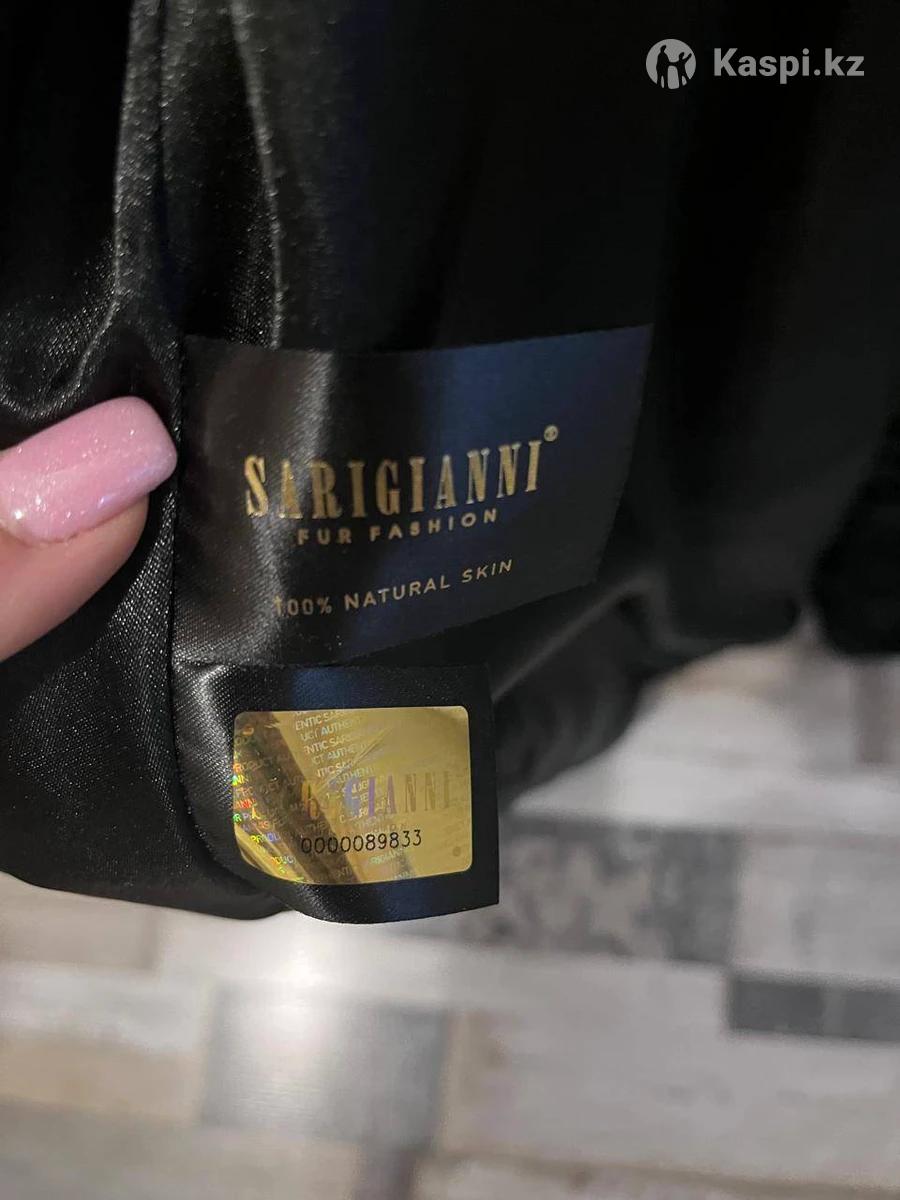 Kaspi.kz
SARIGIANNI®
FUR FASHION
100% NATURAL SKIN
0000089833